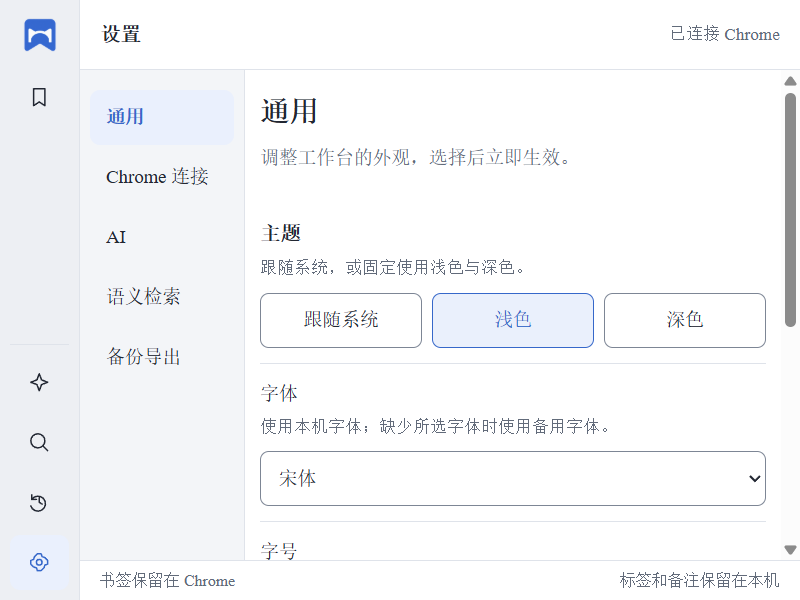 设置
已连接 Chrome
通用
Chrome 连接
AI
语义检索
备份导出
通用
调整工作台的外观，选择后立即生效。
主题
跟随系统，或固定使用浅色与深色。
跟随系统
浅色
深色
字体
使用本机字体；缺少所选字体时使用备用字体。
宋体
字号
书签保留在 Chrome
标签和备注保留在本机